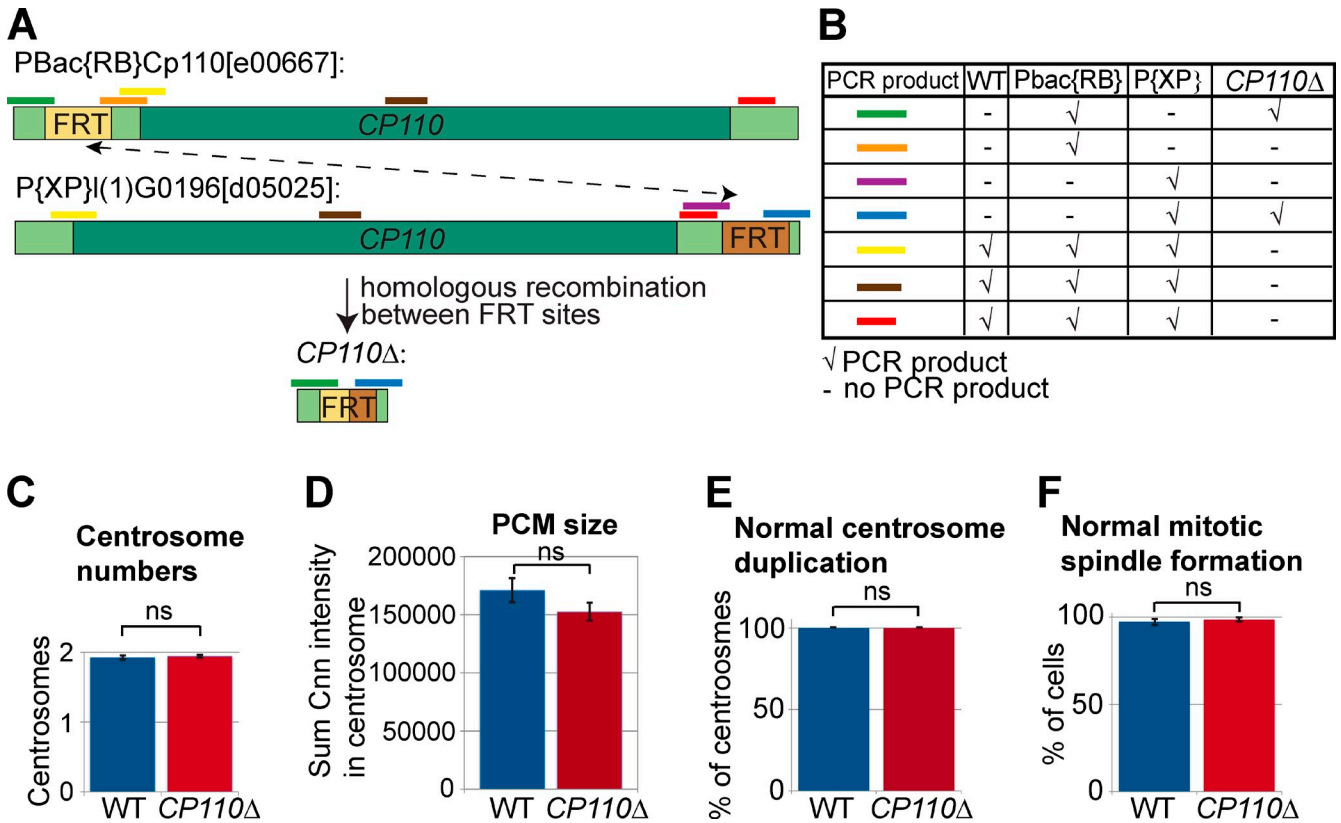 A
PBac{RB}Cp110[e00667]:
FRT
CP110
P{XP}l(1)G0196[d05025]:
CP110
FRT
homologous recombination
between FRT sites
CP110Δ:
FRT
B
PCR product WT Pbac{RB} P{XP} CP110Δ
- √ - √
- √ - -
- - √ -
- - √ √
√ √ √ -
√ √ √ -
√ √ √ -
√ PCR product
- no PCR product
C
Centrosome
numbers
ns
Centrosomes
2
1
0
WT CP110Δ
D
PCM size
ns
Sum Cnn intensity
in centrosome
200000
150000
100000
50000
0
WT CP110Δ
E
Normal centrosome
duplication
ns
% of centroosmes
100
50
0
WT CP110Δ
F
Normal mitotic
spindle formation
ns
% of cells
100
50
0
WT CP110Δ